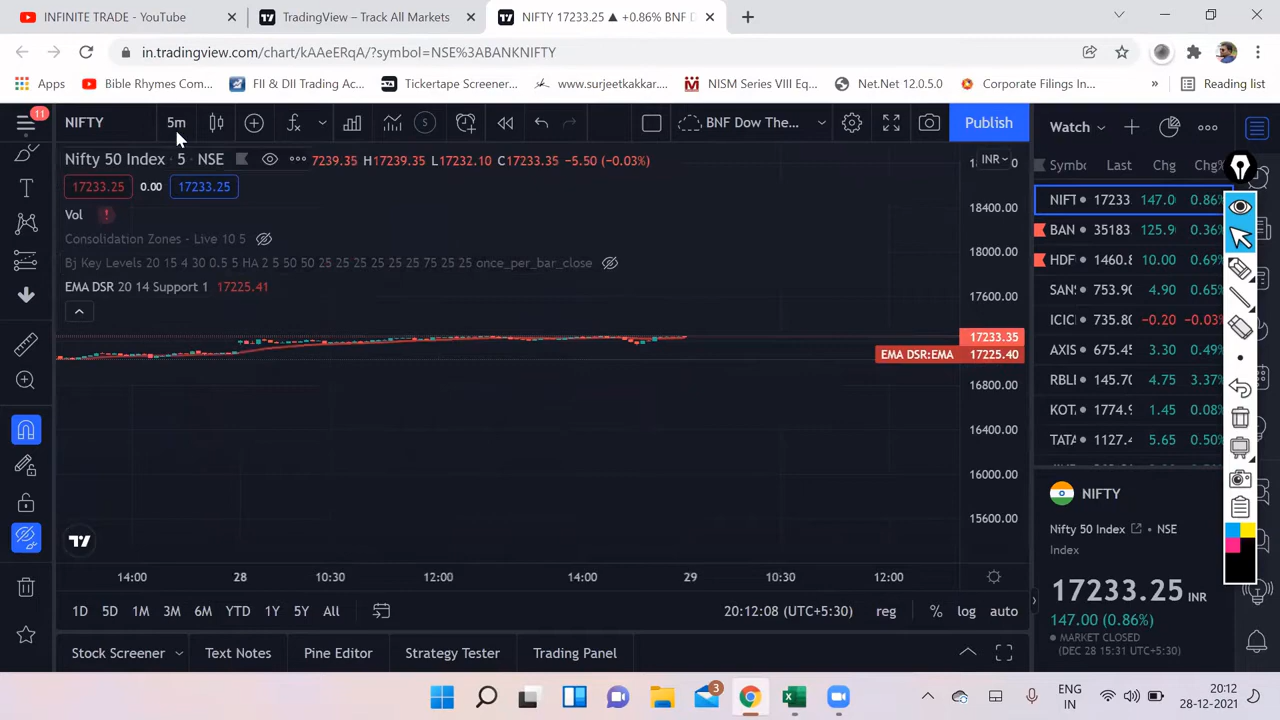 INFINITE TRADE - YouTube
TradingView – Track All Markets
NIFTY 17233.25 ▲ +0.86% BNF D
in.tradingview.com/chart/kAAeERqA/?symbol=NSE%3ABANKNIFTY
Apps
Bible Rhymes Com...
FII & DII Trading Ac...
Tickertape Screener...
www.surjeetkakkar....
NISM Series VIII Eq...
Net.Net 12.0.5.0
Corporate Filings In...
Reading list
11
NIFTY
5m
S
BNF Dow The...
Publish
Watch
Nifty 50 Index · 5 · NSE
7239.35 H17239.35 L17232.10 C17233.35 −5.50 (−0.03%)
INR
17233.25 0.00 17233.25
Vol
Consolidation Zones - Live 10 5
Bj Key Levels 20 15 4 30 0.5 5 HA 2 5 50 50 25 25 25 25 25 25 75 25 25 once_per_bar_close
EMA DSR 20 14 Support 1 17225.41
18400.00
18000.00
17600.00
17233.35
EMA DSR:EMA 17225.40
16800.00
16400.00
16000.00
15600.00
14:00 28 10:30 12:00 14:00 29 10:30 12:00
1D 5D 1M 3M 6M YTD 1Y 5Y All
20:12:08 (UTC+5:30) reg % log auto
Stock Screener Text Notes Pine Editor Strategy Tester Trading Panel
Symbo Last Chg Chg%
NIFT 17233 147.0 0.86%
BAN 35183 125.9 0.36%
HDF 1460.8 10.00 0.69%
SANS 753.90 4.90 0.65%
ICIC 735.80 -0.20 -0.03%
AXIS 675.45 3.30 0.49%
RBLI 145.70 4.75 3.37%
KOT. 1774.9 1.45 0.08%
TATA 1127.4 5.65 0.50%
NIFTY
Nifty 50 Index · NSE
Index
17233.25 INR
147.00 (0.86%)
MARKET CLOSED
(DEC 28 15:31 UTC+5:30)
3
ENG
IN
20:12
28-12-2021